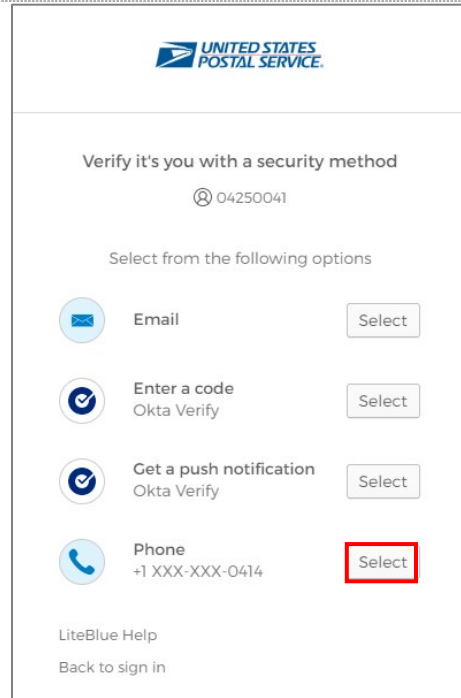 UNITED STATES
POSTAL SERVICE.
Verify it's you with a security method
04250041
Select from the following options
Email
Select
Enter a code
Okta Verify
Select
Get a push notification
Okta Verify
Select
Phone
+1 XXX-XXX-0414
Select
LiteBlue Help
Back to sign in